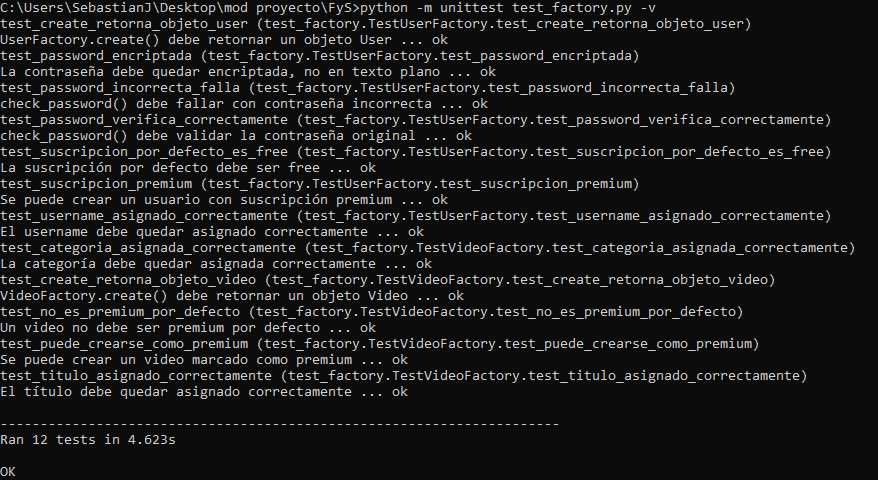 C:\Users\SebastianJ\Desktop\mod proyecto\FyS>python -m unittest test_factory.py -v
test_create_retorna_objeto_user (test_factory.TestUserFactory.test_create_retorna_objeto_user)
UserFactory.create() debe retornar un objeto User ... ok
test_password_encriptada (test_factory.TestUserFactory.test_password_encriptada)
La contraseña debe quedar encriptada, no en texto plano ... ok
test_password_incorrecta_falla (test_factory.TestUserFactory.test_password_incorrecta_falla)
check_password() debe fallar con contraseña incorrecta ... ok
test_password_verifica_correctamente (test_factory.TestUserFactory.test_password_verifica_correctamente)
check_password() debe validar la contraseña original ... ok
test_suscripcion_por_defecto_es_free (test_factory.TestUserFactory.test_suscripcion_por_defecto_es_free)
La suscripción por defecto debe ser free ... ok
test_suscripcion_premium (test_factory.TestUserFactory.test_suscripcion_premium)
Se puede crear un usuario con suscripción premium ... ok
test_username_asignado_correctamente (test_factory.TestUserFactory.test_username_asignado_correctamente)
El username debe quedar asignado correctamente ... ok
test_categoria_asignada_correctamente (test_factory.TestVideoFactory.test_categoria_asignada_correctamente)
La categoría debe quedar asignada correctamente ... ok
test_create_retorna_objeto_video (test_factory.TestVideoFactory.test_create_retorna_objeto_video)
VideoFactory.create() debe retornar un objeto Video ... ok
test_no_es_premium_por_defecto (test_factory.TestVideoFactory.test_no_es_premium_por_defecto)
Un video no debe ser premium por defecto ... ok
test_puede_crearse_como_premium (test_factory.TestVideoFactory.test_puede_crearse_como_premium)
Se puede crear un video marcado como premium ... ok
test_titulo_asignado_correctamente (test_factory.TestVideoFactory.test_titulo_asignado_correctamente)
El título debe quedar asignado correctamente ... ok
----------------------------------------------------------------------
Ran 12 tests in 4.623s
OK